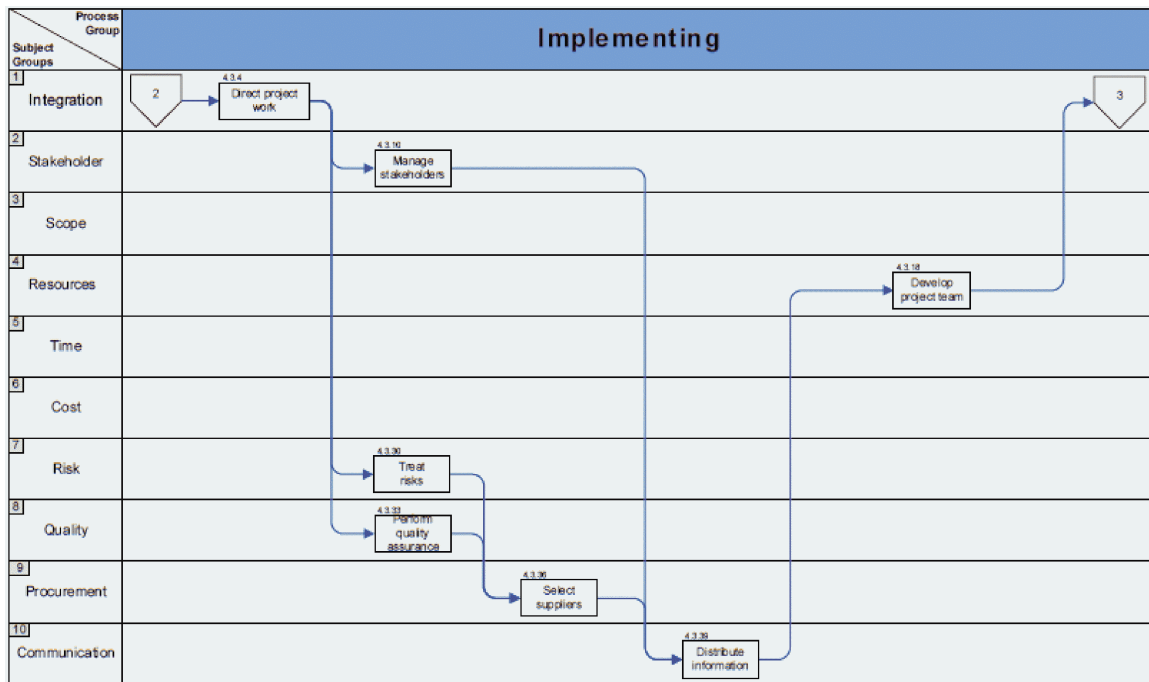 Process
Group
Subject
Groups
Implementing
1
Integration
2
4.3.4
Direct project
work
3
2
Stakeholder
4.3.10
Manage
stakeholders
3
Scope
4
Resources
4.3.18
Develop
project team
5
Time
6
Cost
7
Risk
4.3.30
Treat
risks
8
Quality
4.3.33
Perform
quality
assurance
9
Procurement
4.3.36
Select
suppliers
10
Communication
4.3.39
Distribute
information